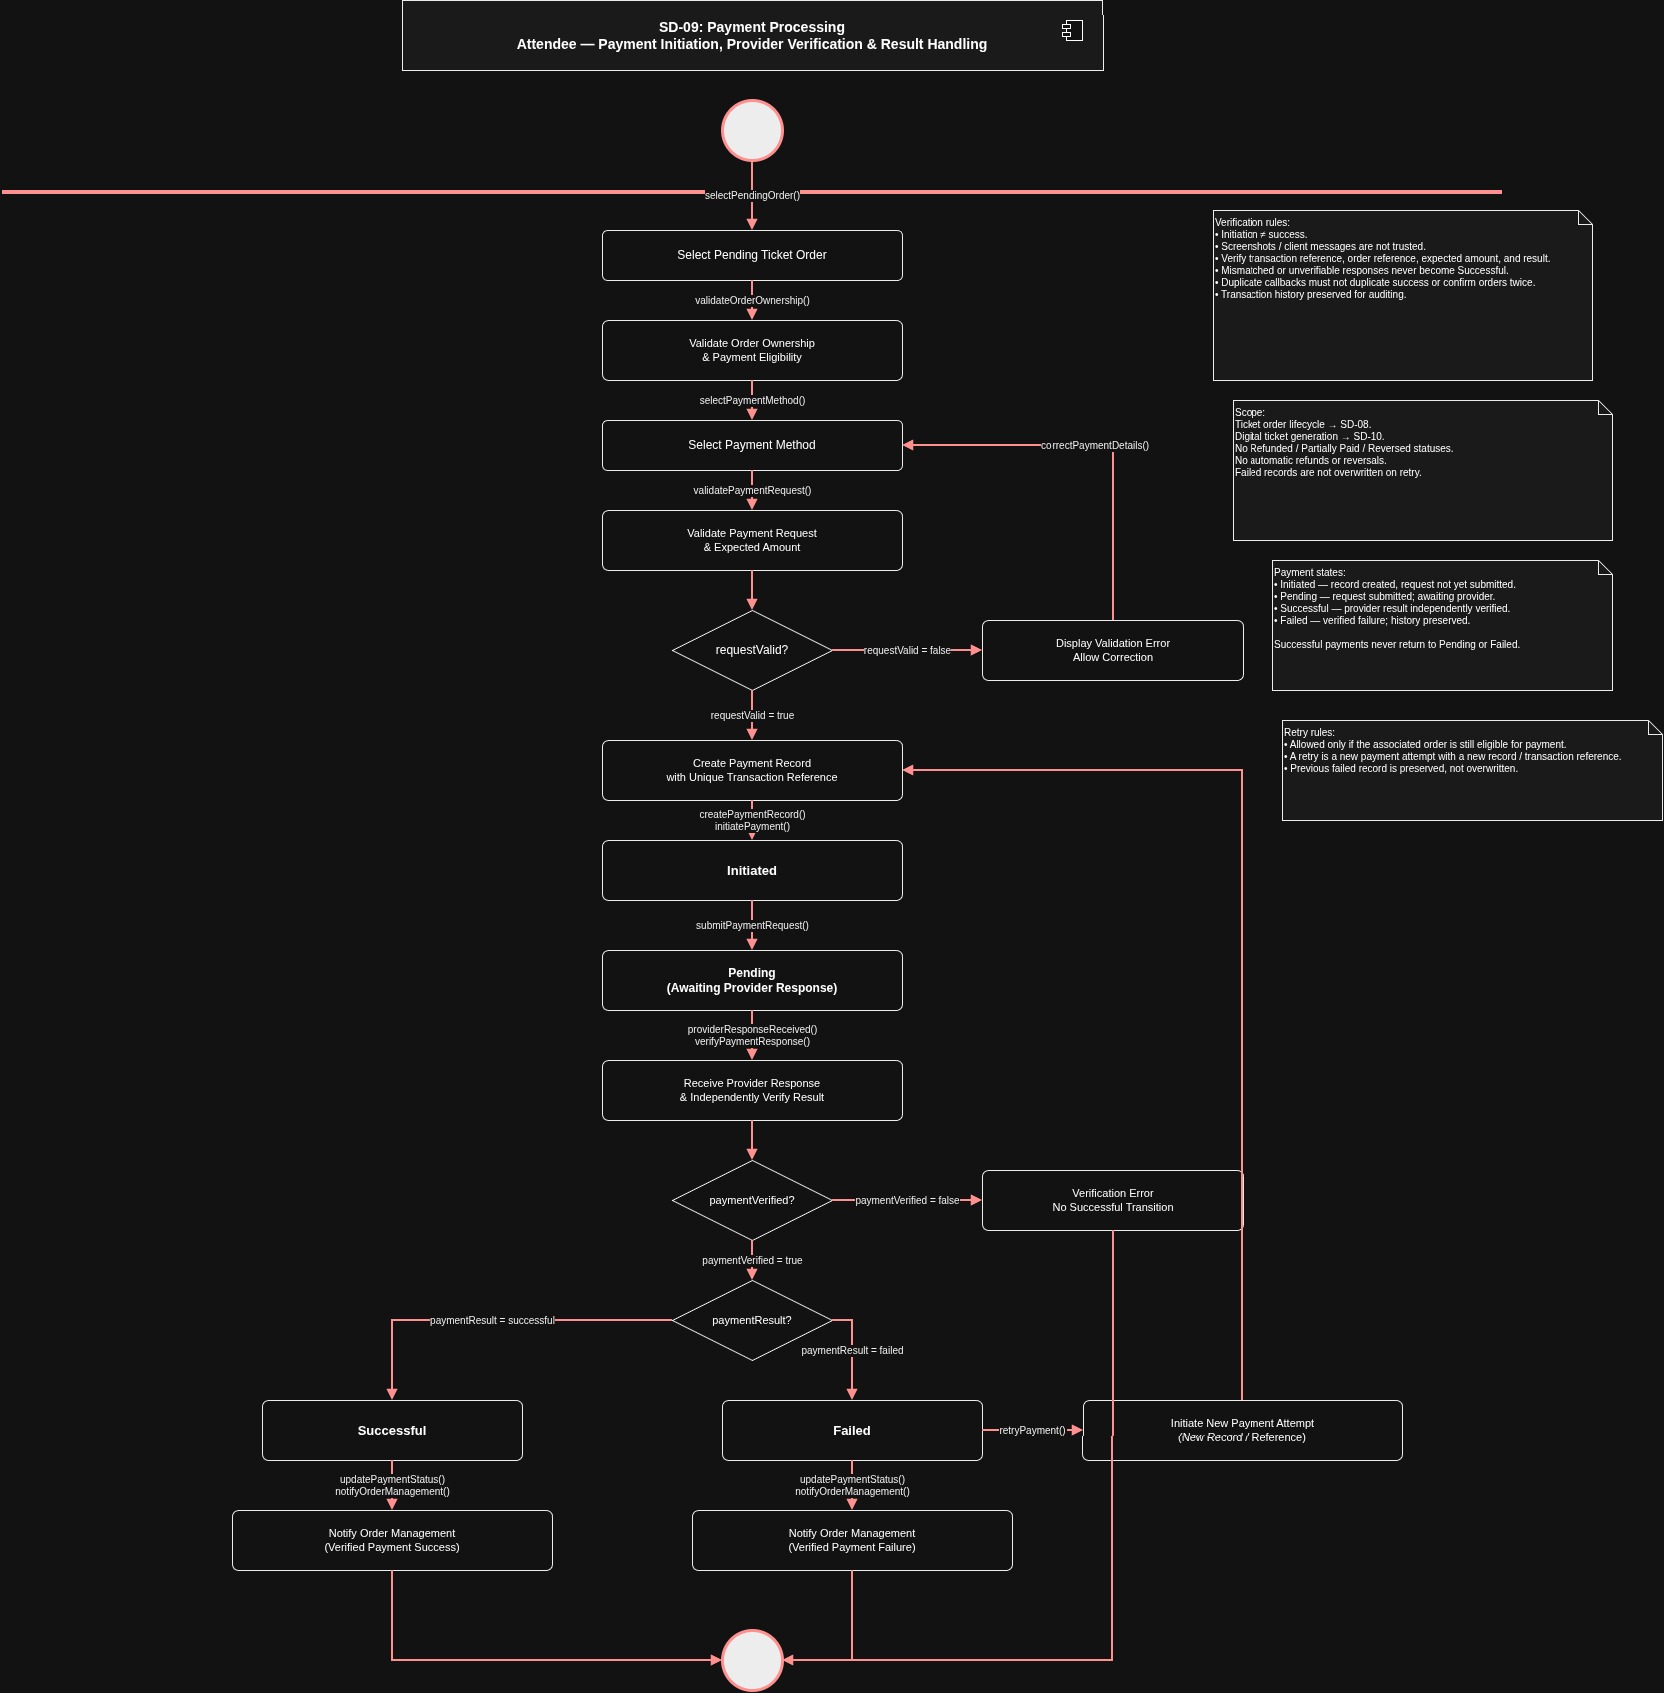 SD-09: Payment Processing
Attendee — Payment Initiation, Provider Verification & Result Handling
selectPendingOrder()
Select Pending Ticket Order
validateOrderOwnership()
Validate Order Ownership
& Payment Eligibility
selectPaymentMethod()
Select Payment Method
correctPaymentDetails()
validatePaymentRequest()
Validate Payment Request
& Expected Amount
requestValid?
requestValid = false
Display Validation Error
Allow Correction
requestValid = true
Create Payment Record
with Unique Transaction Reference
createPaymentRecord()
initiatePayment()
Initiated
submitPaymentRequest()
Pending
(Awaiting Provider Response)
providerResponseReceived()
verifyPaymentResponse()
Receive Provider Response
& Independently Verify Result
paymentVerified?
paymentVerified = false
Verification Error
No Successful Transition
paymentVerified = true
paymentResult?
paymentResult = successful
paymentResult = failed
Successful
Failed
retryPayment()
Initiate New Payment Attempt
(New Record / Reference)
updatePaymentStatus()
notifyOrderManagement()
updatePaymentStatus()
notifyOrderManagement()
Notify Order Management
(Verified Payment Success)
Notify Order Management
(Verified Payment Failure)
Verification rules:
• Initiation ≠ success.
• Screenshots / client messages are not trusted.
• Verify transaction reference, order reference, expected amount, and result.
• Mismatched or unverifiable responses never become Successful.
• Duplicate callbacks must not duplicate success or confirm orders twice.
• Transaction history preserved for auditing.
Scope:
Ticket order lifecycle → SD-08.
Digital ticket generation → SD-10.
No Refunded / Partially Paid / Reversed statuses.
No automatic refunds or reversals.
Failed records are not overwritten on retry.
Payment states:
• Initiated — record created, request not yet submitted.
• Pending — request submitted; awaiting provider.
• Successful — provider result independently verified.
• Failed — verified failure; history preserved.
Successful payments never return to Pending or Failed.
Retry rules:
• Allowed only if the associated order is still eligible for payment.
• A retry is a new payment attempt with a new record / transaction reference.
• Previous failed record is preserved, not overwritten.